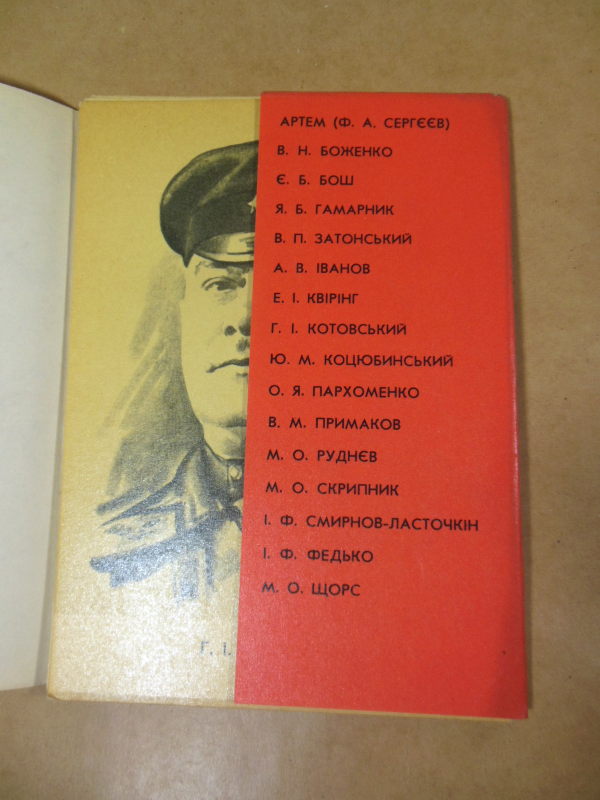 АРТЕМ (Ф. А. СЕРГЄЄВ)
В. Н. БОЖЕНКО
Є. Б. БОШ
Я. Б. ГАМАРНИК
В. П. ЗАТОНСЬКИЙ
А. В. ІВАНОВ
Е. І. КВІРІНГ
Г. І. КОТОВСЬКИЙ
Ю. М. КОЦЮБИНСЬКИЙ
О. Я. ПАРХОМЕНКО
В. М. ПРИМАКОВ
М. О. РУДНЄВ
М. О. СКРИПНИК
І. Ф. СМИРНОВ-ЛАСТОЧКІН
І. Ф. ФЕДЬКО
М. О. ЩОРС
Г. І.